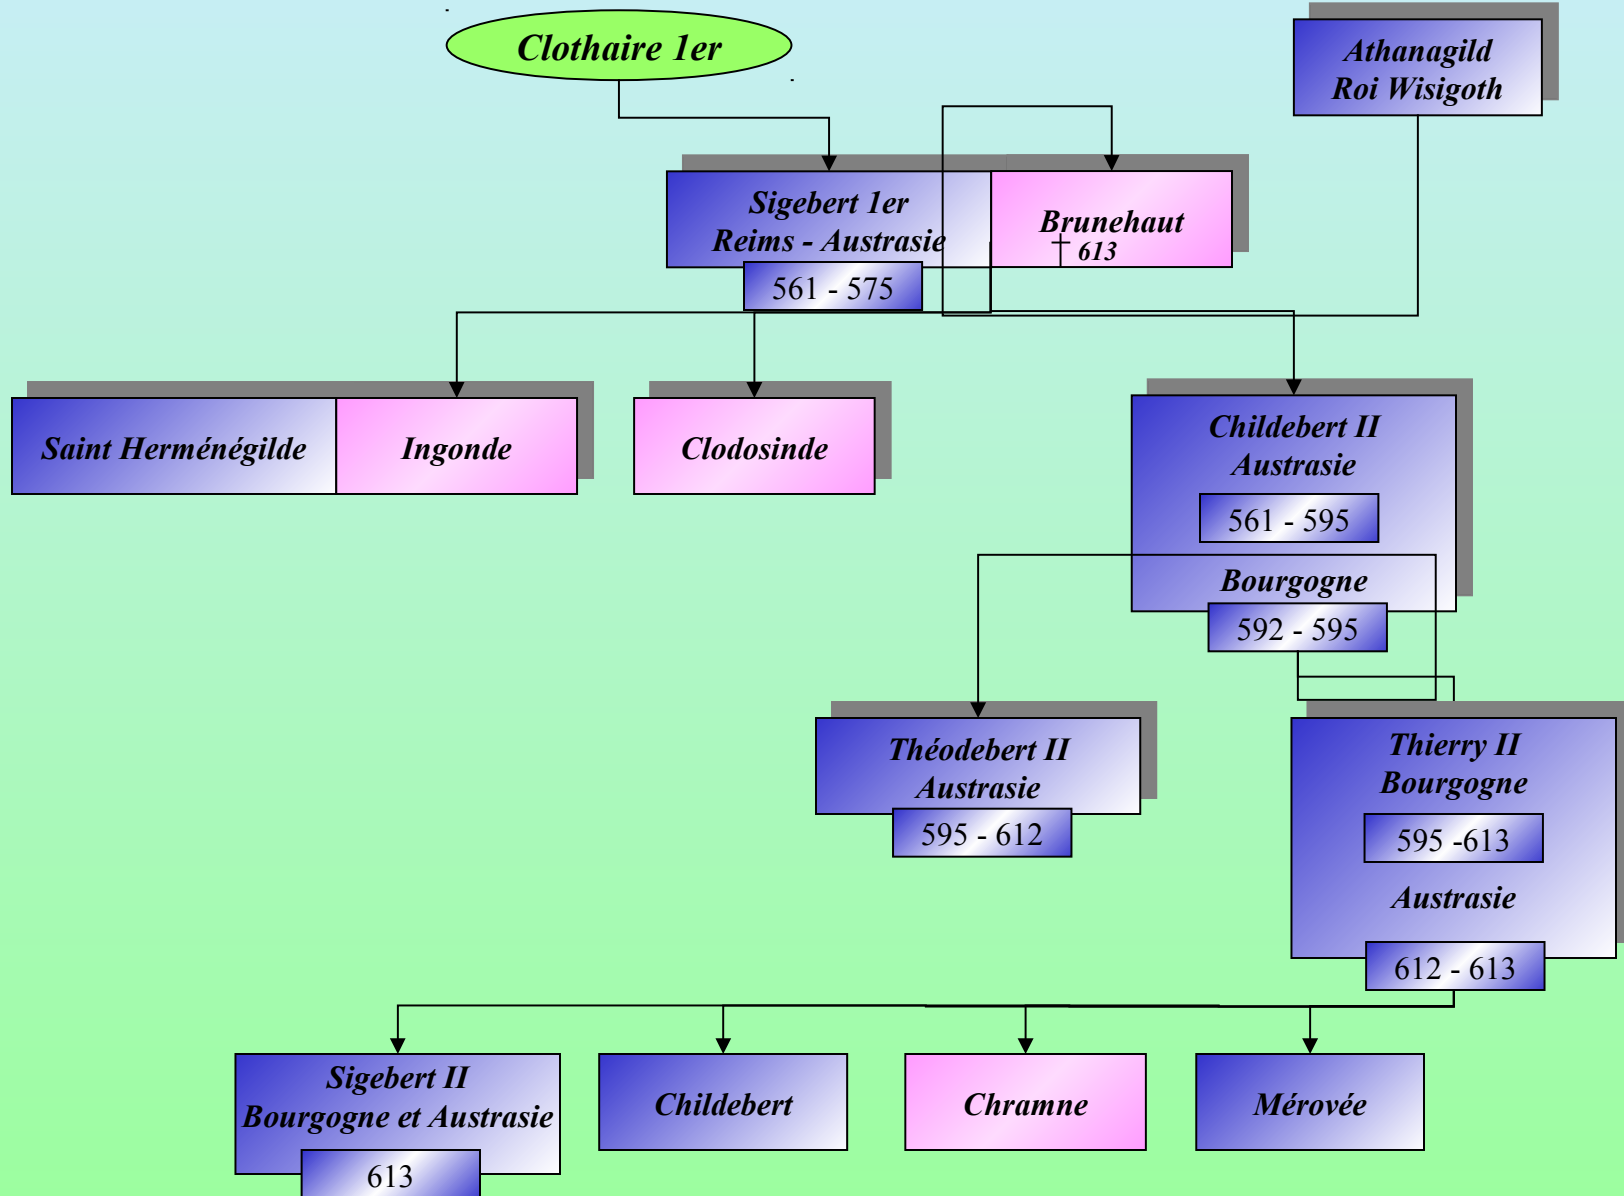 Clothaire 1er
Athanagild
Roi Wisigoth
Sigebert 1er
Reims - Austrasie
561 - 575
Brunehaut
† 613
Saint Herménégilde
Ingonde
Clodosinde
Childebert II
Austrasie
561 - 595
Bourgogne
592 - 595
Théodebert II
Austrasie
595 - 612
Thierry II
Bourgogne
595 -613
Austrasie
612 - 613
Sigebert II
Bourgogne et Austrasie
613
Childebert
Chramne
Mérovée